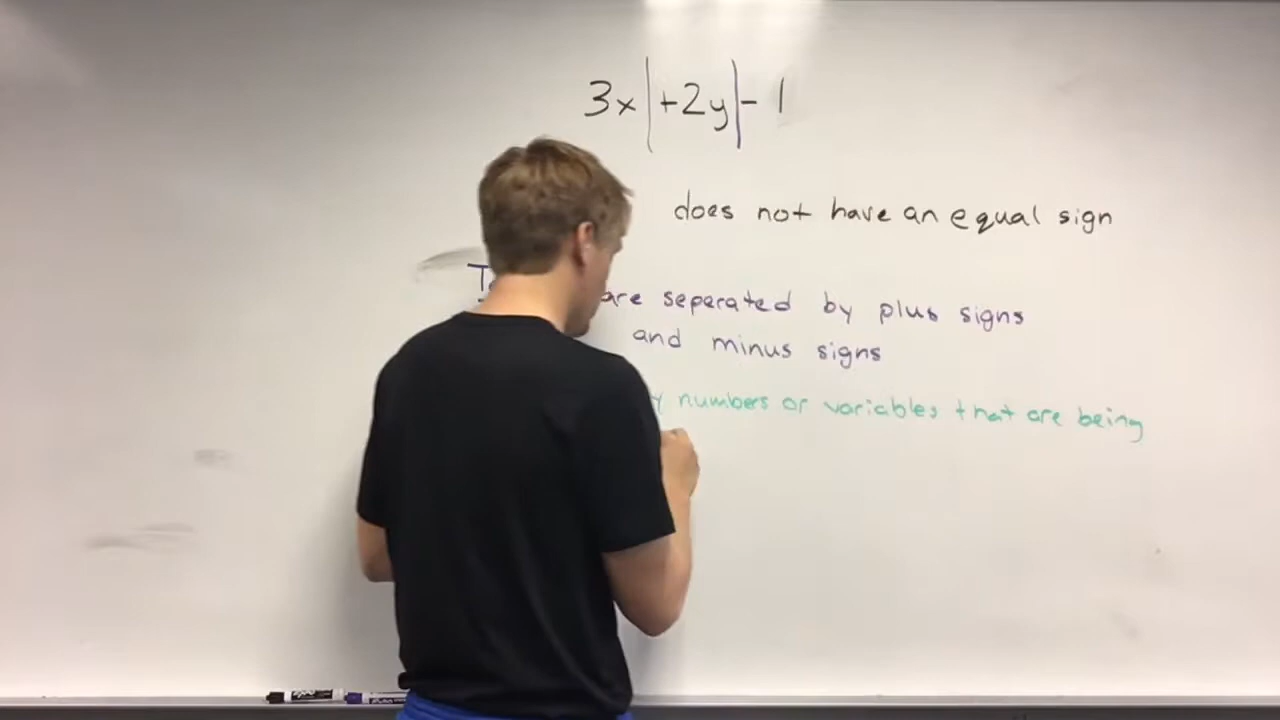 3x|+2y|-1
does not have an equal sign
are separated by plus signs
and minus signs
numbers or variables that are being